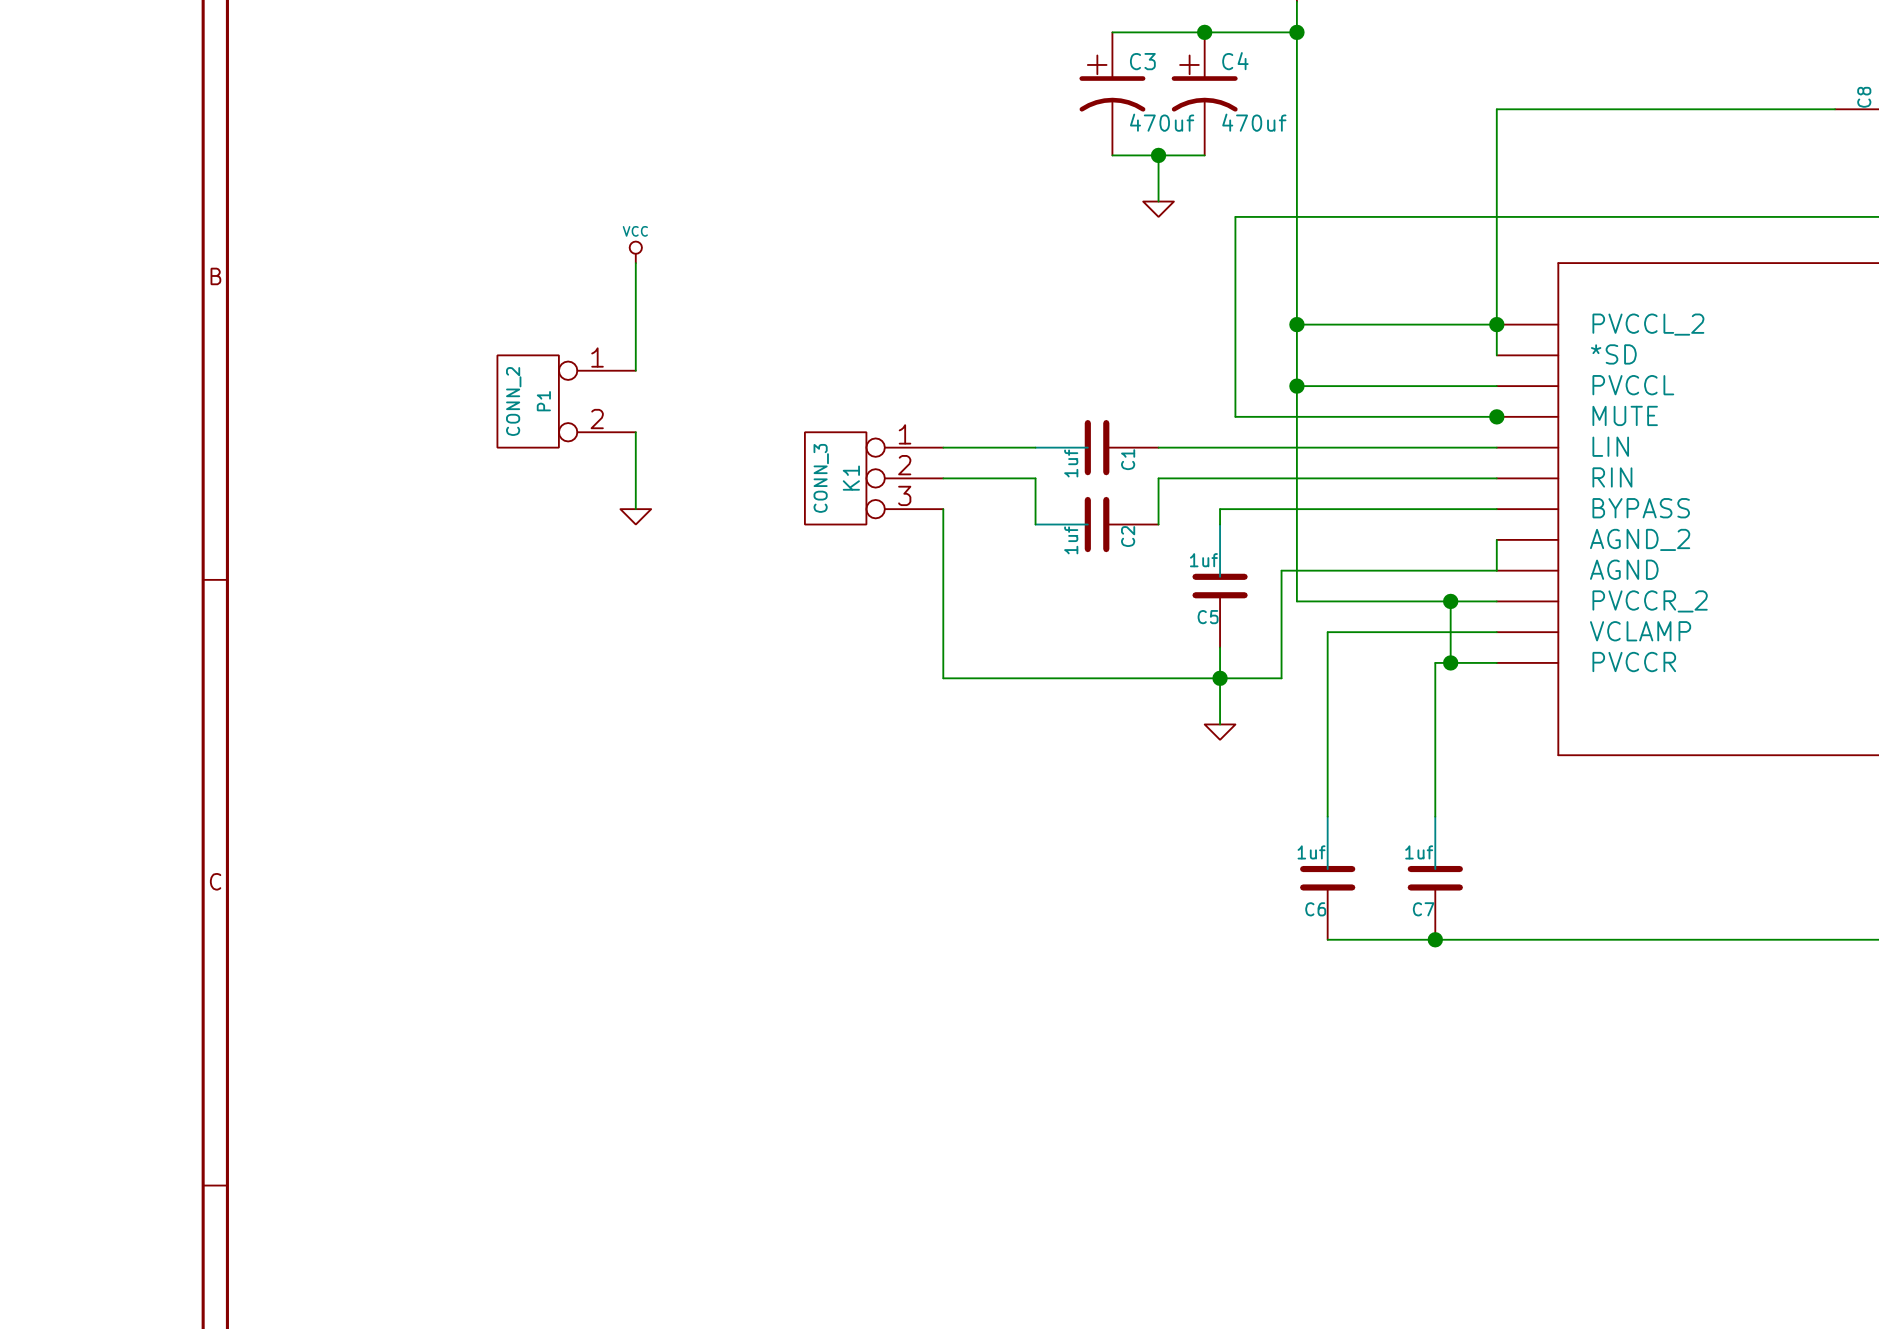 C3
C4
470uf
470uf
C8
VCC
B
CONN_2
P1
1
2
CONN_3
K1
1
2
3
1uf
C1
1uf
C2
1uf
C5
PVCCL_2
*SD
PVCCL
MUTE
LIN
RIN
BYPASS
AGND_2
AGND
PVCCR_2
VCLAMP
PVCCR
C
1uf
C6
1uf
C7